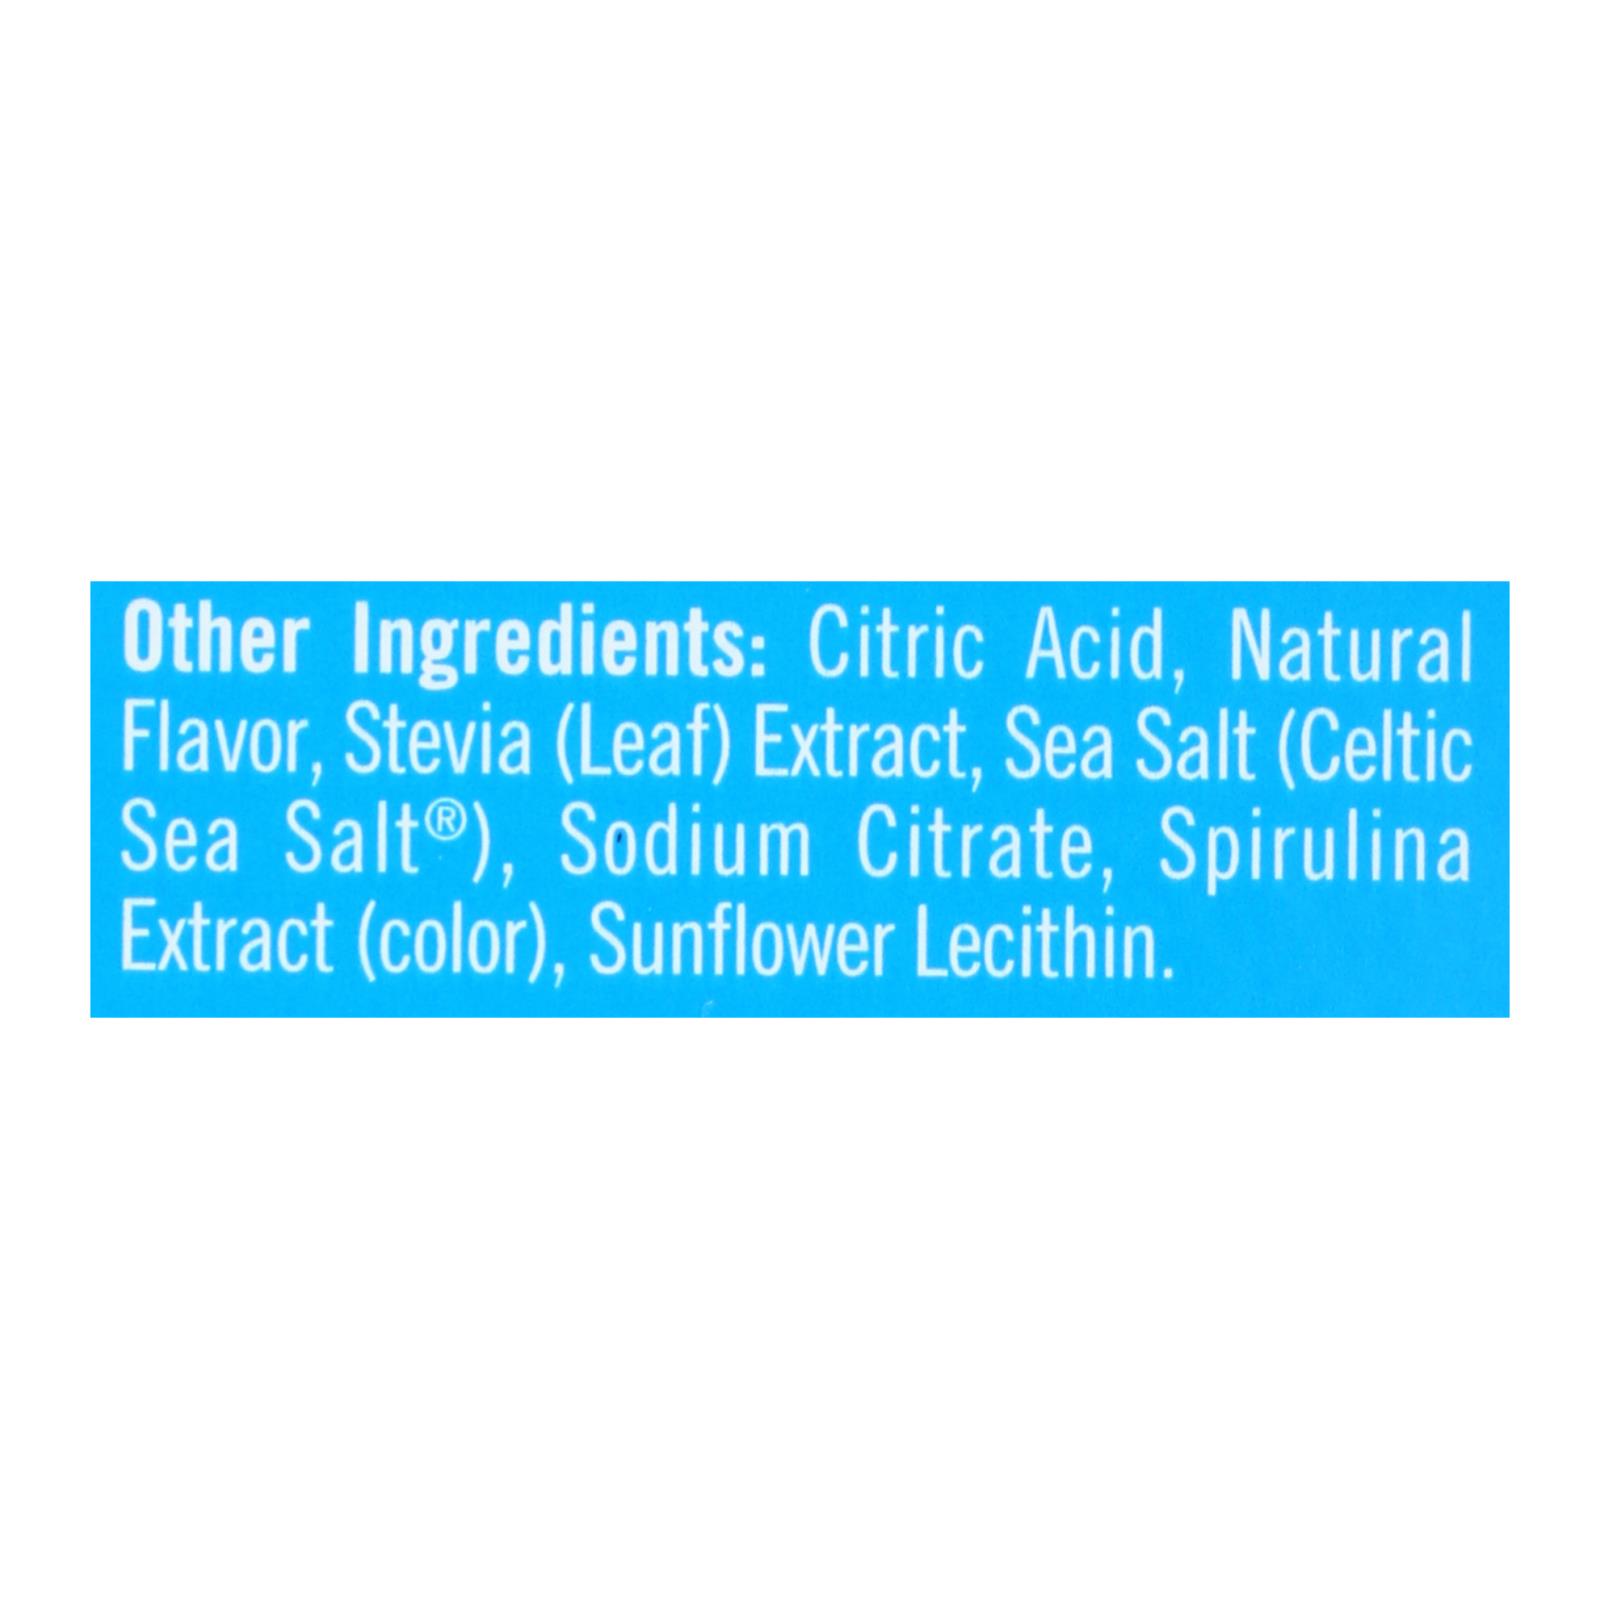 Other Ingredients: Citric Acid, Natural
Flavor, Stevia (Leaf) Extract, Sea Salt (Celtic
Sea Salt®), Sodium Citrate, Spirulina
Extract (color), Sunflower Lecithin.